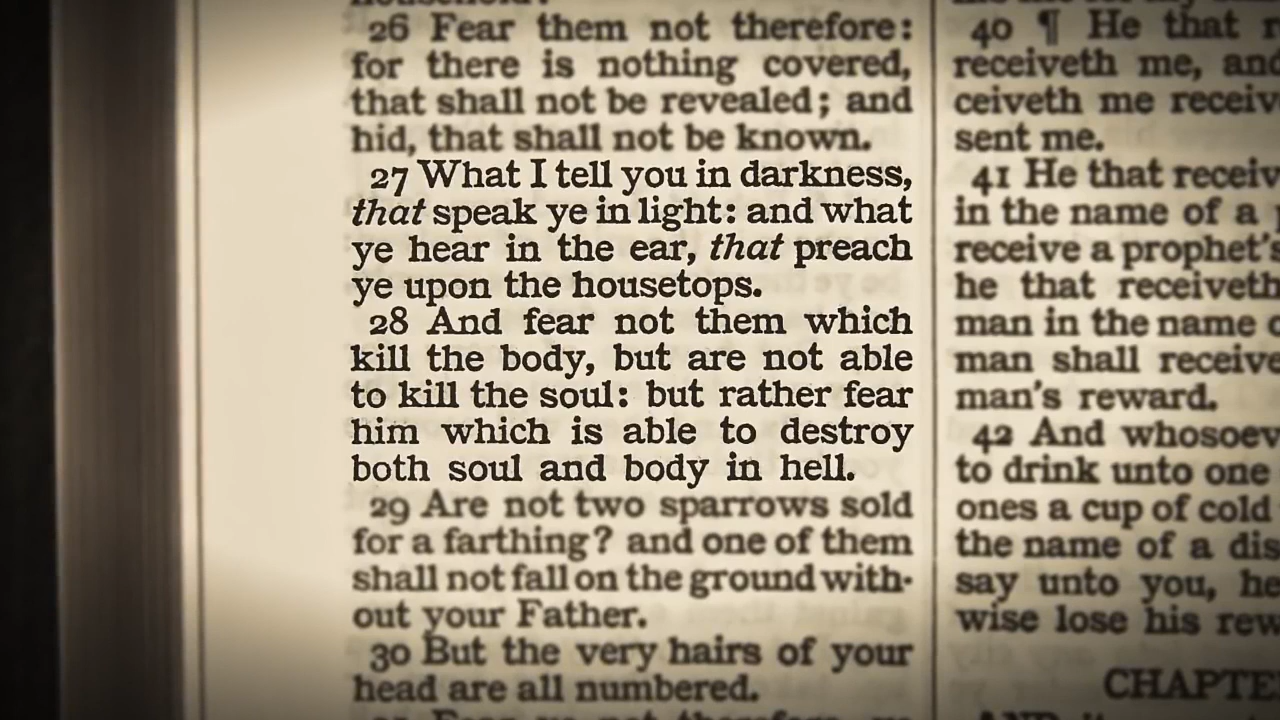 26 Fear them not therefore:
for there is nothing covered,
that shall not be revealed; and
hid, that shall not be known.
27 What I tell you in darkness,
that speak ye in light: and what
ye hear in the ear, that preach
ye upon the housetops.
28 And fear not them which
kill the body, but are not able
to kill the soul: but rather fear
him which is able to destroy
both soul and body in hell.
29 Are not two sparrows sold
for a farthing? and one of them
shall not fall on the ground with-
out your Father.
30 But the very hairs of your
head are all numbered.
40 ¶ He that
receiveth me, and
ceiveth me receiv
sent me.
41 He that receiv
in the name of a
receive a prophet's
he that receiveth
man in the name
man shall receive
man's reward.
42 And whosoev
to drink unto one
ones a cup of cold
the name of a dis
say unto you, he
wise lose his rew
CHAPTE